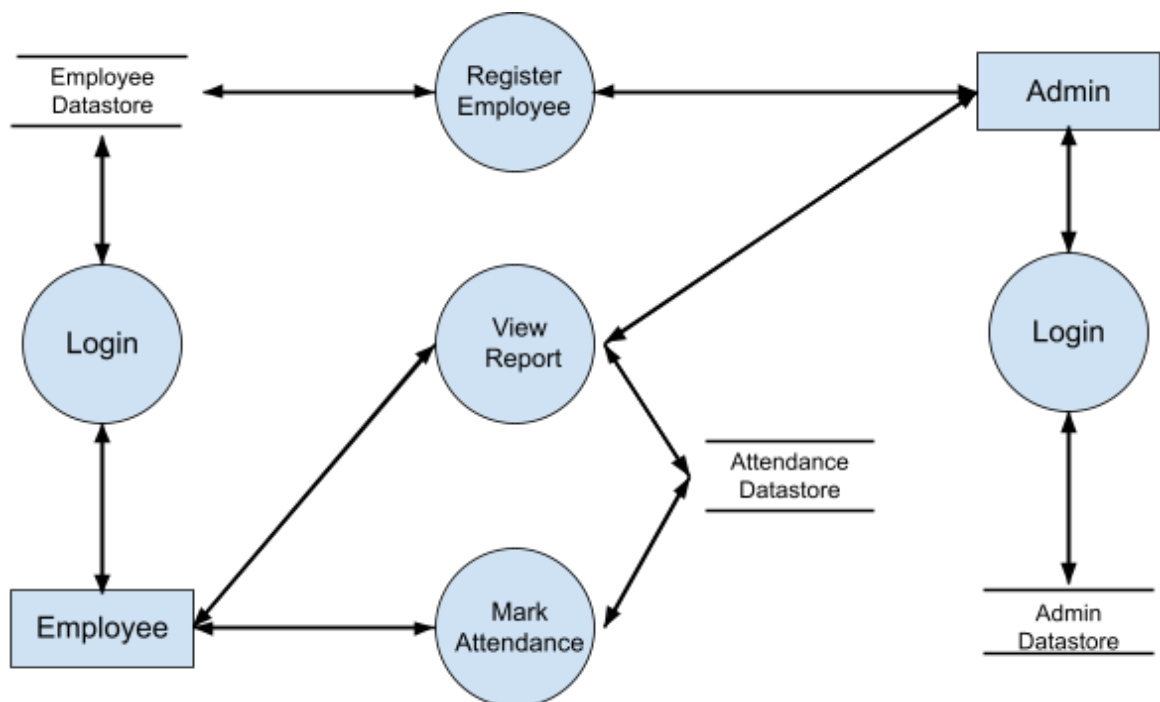 Employee
Datastore
Register
Employee
Admin
Login
View
Report
Login
Attendance
Datastore
Employee
Mark
Attendance
Admin
Datastore